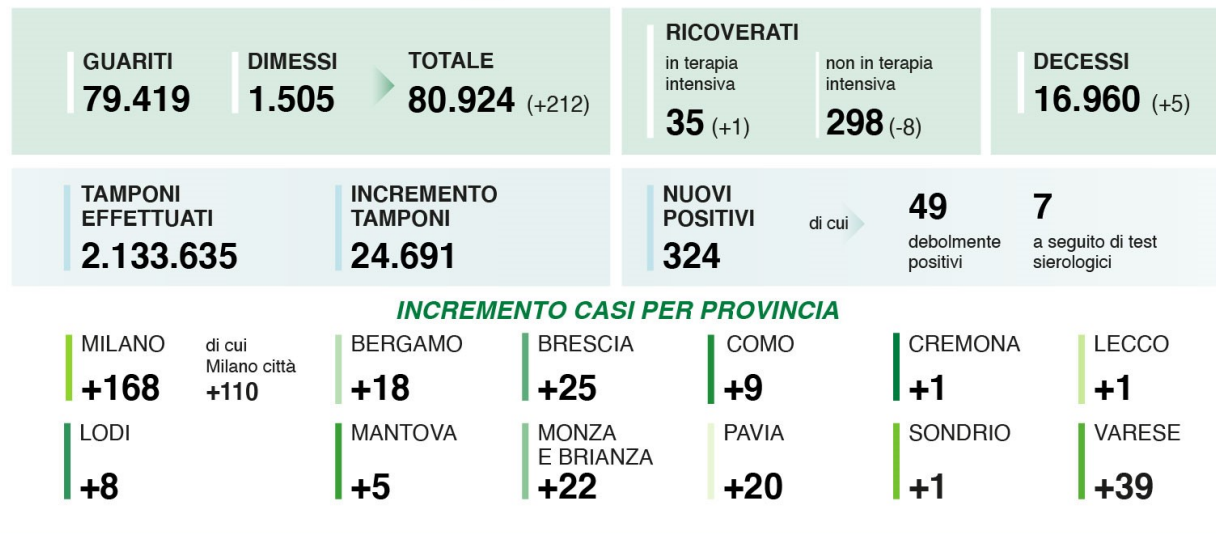 GUARITI
79.419
DIMESSI
1.505
TOTALE
80.924 (+212)
RICOVERATI
in terapia
intensiva
35 (+1)
non in terapia
intensiva
298 (-8)
DECESSI
16.960 (+5)
TAMPONI
EFFETTUATI
2.133.635
INCREMENTO
TAMPONI
24.691
NUOVI
POSITIVI
324
di cui
49
debolmente
positivi
7
a seguito di test
sierologici
INCREMENTO CASI PER PROVINCIA
MILANO
+168
di cui
Milano città
+110
BERGAMO
+18
BRESCIA
+25
COMO
+9
CREMONA
+1
LECCO
+1
LODI
+8
MANTOVA
+5
MONZA
E BRIANZA
+22
PAVIA
+20
SONDRIO
+1
VARESE
+39